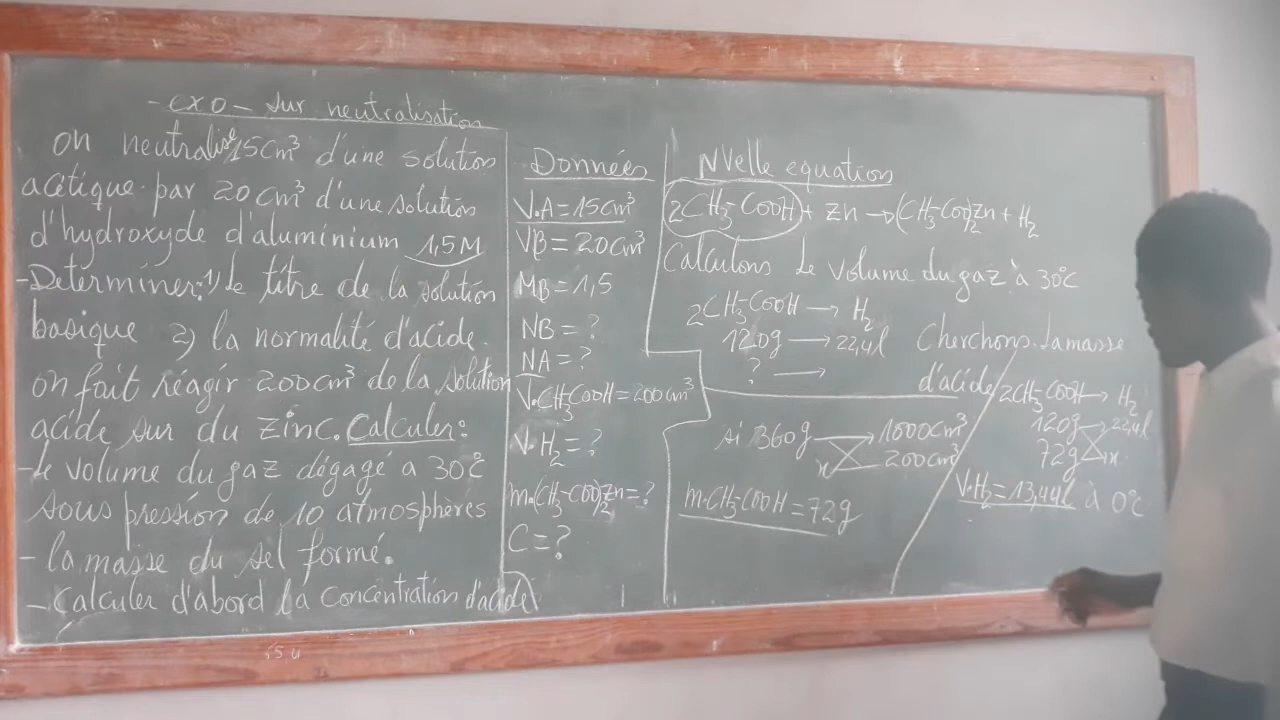 - exo - sur neutralisation
on neutralise 15cm³ d'une solution
acétique par 20cm³ d'une solution
d'hydroxyde d'aluminium 1,5M
- Déterminer: 1) le titre de la solution
basique 2) la normalité d'acide.
on fait réagir 200cm³ de la solution
acide sur du zinc. Calculer:
- le volume du gaz dégagé à 30°C
sous pression de 10 atmosphères
- la masse du sel formé.
- Calculer d'abord la concentration d'acide
Données
V.A = 15cm³
VB = 20cm³
MB = 1,5
NB = ?
NA = ?
V.CH3COOH = 200cm³
V.H2 = ?
m.(CH3-COO)2Zn = ?
C = ?
NVelle equation
2CH3-COOH + Zn → (CH3-COO)2Zn + H2
Calculons le volume du gaz à 30°C
2CH3-COOH → H2
120g → 22,4l
? →
si 360g → 1000cm³
x 200cm³
m.CH3-COOH = 72g
Cherchons la masse
d'acide
2CH3-COOH → H2
120g → 22,4l
72g x
V.H2 = 13,44l à 0°C